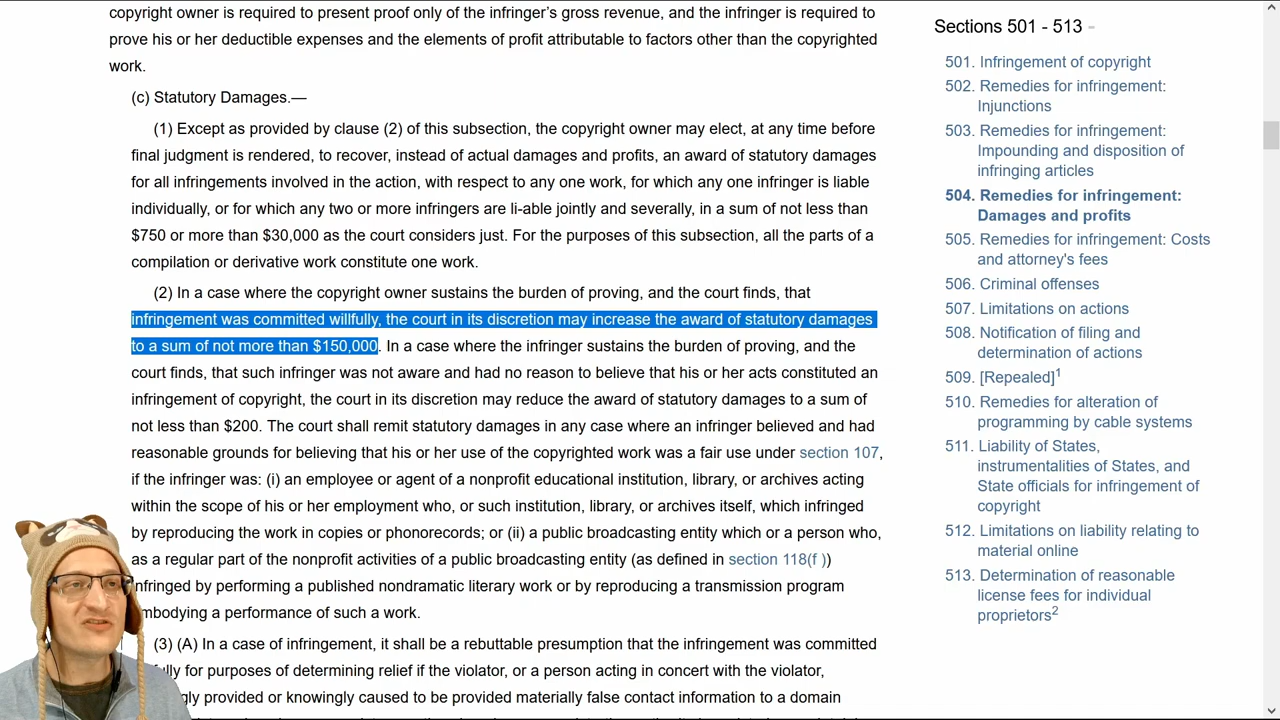 copyright owner is required to present proof only of the infringer’s gross revenue, and the infringer is required to
prove his or her deductible expenses and the elements of profit attributable to factors other than the copyrighted
work.
(c) Statutory Damages.—
(1) Except as provided by clause (2) of this subsection, the copyright owner may elect, at any time before
final judgment is rendered, to recover, instead of actual damages and profits, an award of statutory damages
for all infringements involved in the action, with respect to any one work, for which any one infringer is liable
individually, or for which any two or more infringers are li-able jointly and severally, in a sum of not less than
$750 or more than $30,000 as the court considers just. For the purposes of this subsection, all the parts of a
compilation or derivative work constitute one work.
(2) In a case where the copyright owner sustains the burden of proving, and the court finds, that
infringement was committed willfully, the court in its discretion may increase the award of statutory damages
to a sum of not more than $150,000. In a case where the infringer sustains the burden of proving, and the
court finds, that such infringer was not aware and had no reason to believe that his or her acts constituted an
infringement of copyright, the court in its discretion may reduce the award of statutory damages to a sum of
not less than $200. The court shall remit statutory damages in any case where an infringer believed and had
reasonable grounds for believing that his or her use of the copyrighted work was a fair use under section 107,
if the infringer was: (i) an employee or agent of a nonprofit educational institution, library, or archives acting
within the scope of his or her employment who, or such institution, library, or archives itself, which infringed
by reproducing the work in copies or phonorecords; or (ii) a public broadcasting entity which or a person who,
as a regular part of the nonprofit activities of a public broadcasting entity (as defined in section 118(f ))
infringed by performing a published nondramatic literary work or by reproducing a transmission program
mbodying a performance of such a work.
(3) (A) In a case of infringement, it shall be a rebuttable presumption that the infringement was committed
fully for purposes of determining relief if the violator, or a person acting in concert with the violator,
gly provided or knowingly caused to be provided materially false contact information to a domain
Sections 501 - 513 -
501. Infringement of copyright
502. Remedies for infringement:
Injunctions
503. Remedies for infringement:
Impounding and disposition of
infringing articles
504. Remedies for infringement:
Damages and profits
505. Remedies for infringement: Costs
and attorney's fees
506. Criminal offenses
507. Limitations on actions
508. Notification of filing and
determination of actions
509. [Repealed]1
510. Remedies for alteration of
programming by cable systems
511. Liability of States,
instrumentalities of States, and
State officials for infringement of
copyright
512. Limitations on liability relating to
material online
513. Determination of reasonable
license fees for individual
proprietors2